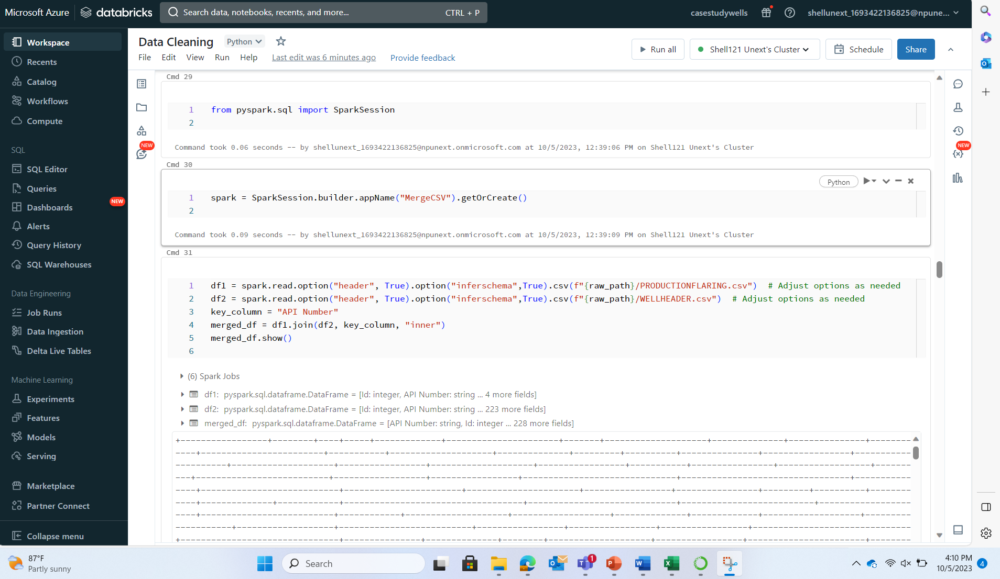 Microsoft Azure databricks
Search data, notebooks, recents, and more... CTRL + P
casestudywells
shellunext_1693422136825@npune...
Workspace
Recents
Catalog
Workflows
Compute
SQL
SQL Editor
Queries
Dashboards NEW
Alerts
Query History
SQL Warehouses
Data Engineering
Job Runs
Data Ingestion
Delta Live Tables
Machine Learning
Experiments
Features
Models
Serving
Marketplace
Partner Connect
Collapse menu
Data Cleaning Python
File Edit View Run Help Last edit was 6 minutes ago Provide feedback
Run all Shell121 Unext's Cluster Schedule Share
NEW
NEW
Cmd 29
1 from pyspark.sql import SparkSession
2
Command took 0.06 seconds -- by shellunext_1693422136825@npunext.onmicrosoft.com at 10/5/2023, 12:39:06 PM on Shell121 Unext's Cluster
Cmd 30
Python
1 spark = SparkSession.builder.appName("MergeCSV").getOrCreate()
2
Command took 0.09 seconds -- by shellunext_1693422136825@npunext.onmicrosoft.com at 10/5/2023, 12:39:09 PM on Shell121 Unext's Cluster
Cmd 31
1 df1 = spark.read.option("header", True).option("inferschema",True).csv(f"{raw_path}/PRODUCTIONFLARING.csv")  # Adjust options as needed
2 df2 = spark.read.option("header", True).option("inferschema",True).csv(f"{raw_path}/WELLHEADER.csv")  # Adjust options as needed
3 key_column = "API Number"
4 merged_df = df1.join(df2, key_column, "inner")
5 merged_df.show()
6
(6) Spark Jobs
df1: pyspark.sql.dataframe.DataFrame = [Id: integer, API Number: string ... 4 more fields]
df2: pyspark.sql.dataframe.DataFrame = [Id: integer, API Number: string ... 223 more fields]
merged_df: pyspark.sql.dataframe.DataFrame = [API Number: string, Id: integer ... 228 more fields]
87°F
Partly sunny
Search
1
4:10 PM
10/5/2023
4